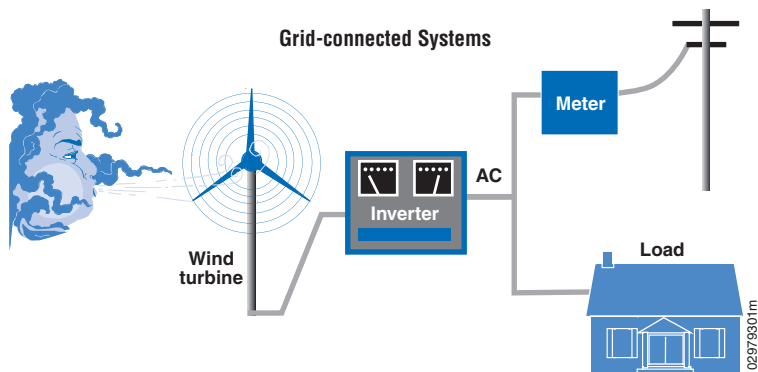 Grid-connected Systems
Meter
AC
Inverter
Wind
turbine
Load
02979301m